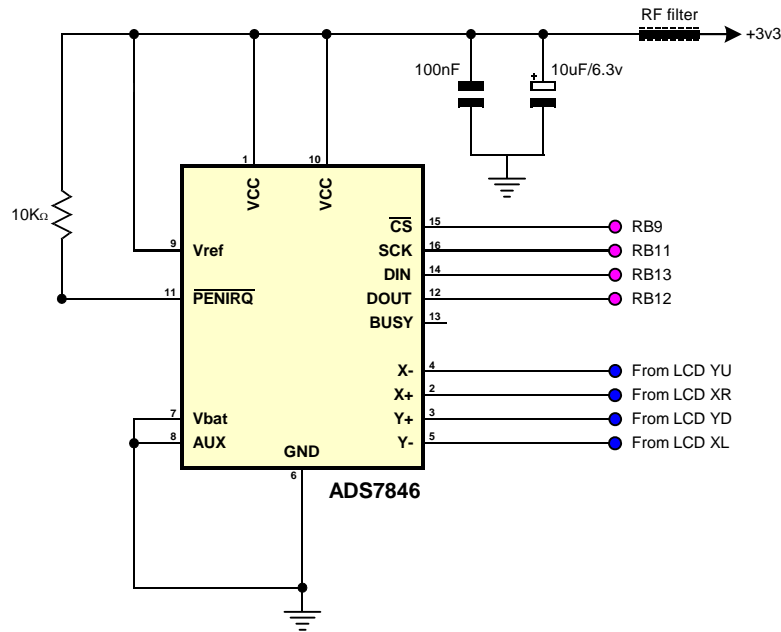 RF filter
+3v3
100nF
+
10uF/6.3v
1
10
VCC
VCC
10KΩ
CS
15
RB9
9
Vref
SCK
16
RB11
DIN
14
RB13
11
PENIRQ
DOUT
12
RB12
BUSY
13
X-
4
From LCD YU
X+
2
From LCD XR
7
Vbat
Y+
3
From LCD YD
8
AUX
Y-
5
From LCD XL
GND
6
ADS7846